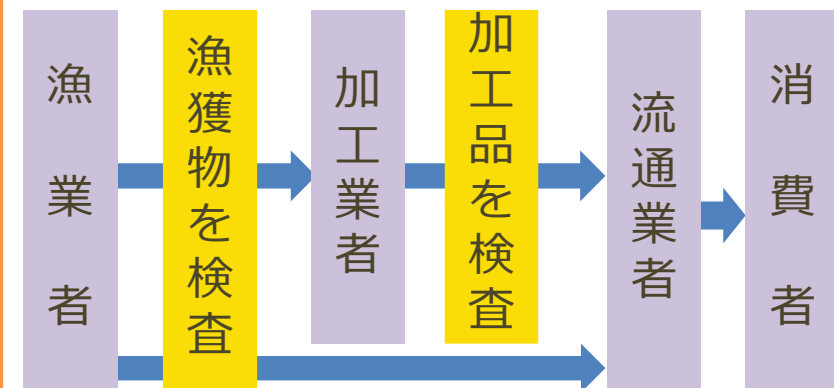 漁業者
漁獲物を検査
加工業者
加工品を検査
流通業者
消費者